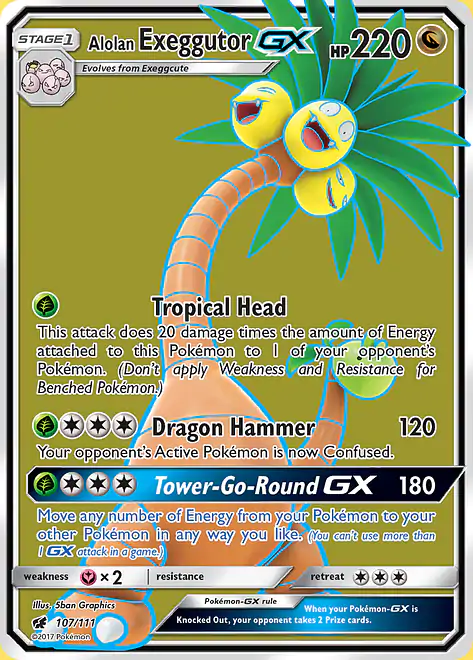 STAGE 1
Alolan Exeggutor GX HP 220
Evolves from Exeggcute
Tropical Head
This attack does 20 damage times the amount of Energy
attached to this Pokémon to 1 of your opponent's
Pokémon. (Don't apply Weakness and Resistance for
Benched Pokémon.)
Dragon Hammer 120
Your opponent's Active Pokémon is now Confused.
Tower-Go-Round GX 180
Move any number of Energy from your Pokémon to your
other Pokémon in any way you like. (You can't use more than
1 GX attack in a game.)
weakness ×2 resistance retreat
Illus. 5ban Graphics
107/111
©2017 Pokémon
Pokémon-GX rule
When your Pokémon-GX is
Knocked Out, your opponent takes 2 Prize cards.